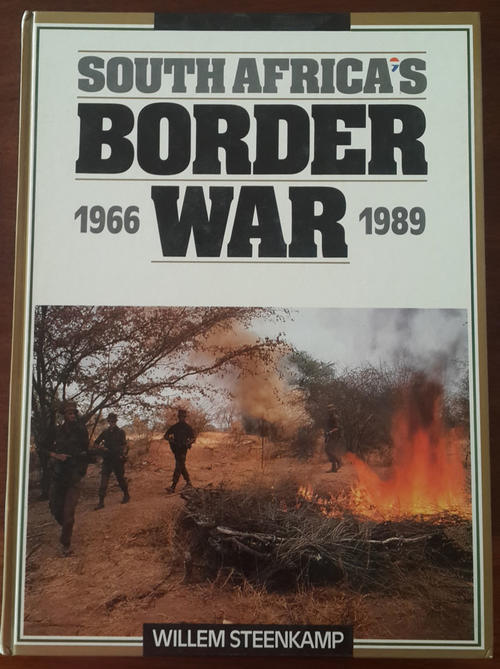 SOUTH AFRICA'S
BORDER
1966 WAR 1989
WILLEM STEENKAMP